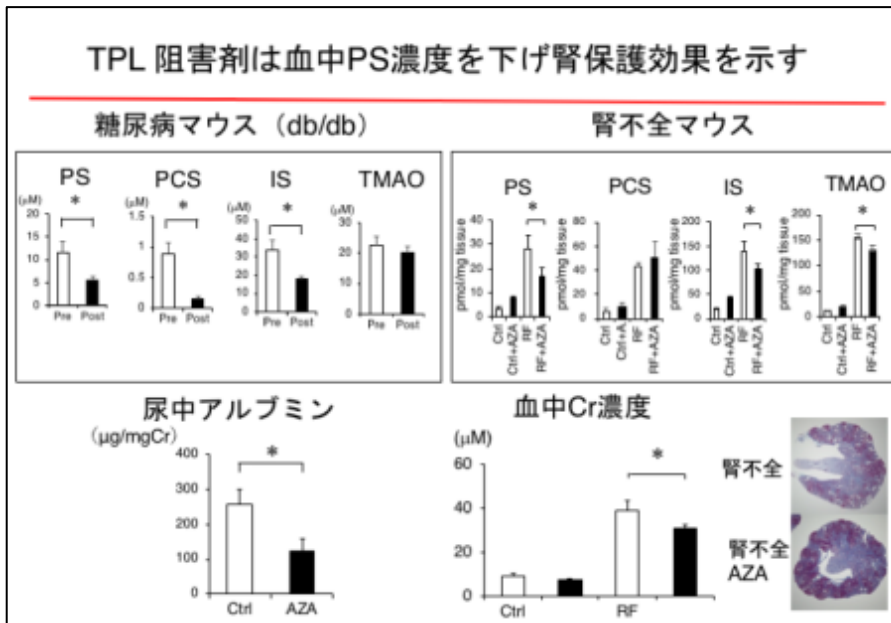 TPL 阻害剤は血中PS濃度を下げ腎保護効果を示す
糖尿病マウス（db/db）
PS
PCS
IS
TMAO
(μM)
(μM)
(μM)
(μM)
*
*
*
20
15
10
5
0
1.5
1
0.5
0
50
40
30
20
10
0
30
20
10
0
Pre Post
Pre Post
Pre Post
Pre Post
腎不全マウス
PS
PCS
IS
TMAO
pmol/mg tissue
pmol/mg tissue
pmol/mg tissue
pmol/mg tissue
*
*
*
40
30
20
10
0
80
60
40
20
0
200
150
100
50
0
200
150
100
50
0
Ctrl
Ctrl+AZA
RF
RF+AZA
Ctrl
Ctrl+A.
RF
RF+AZA
Ctrl
Ctrl+AZA
RF
RF+AZA
Ctrl
Ctrl+AZA
RF
RF+AZA
尿中アルブミン
（μg/mgCr）
*
400
300
200
100
0
Ctrl AZA
血中Cr濃度
(μM)
*
60
40
20
0
Ctrl RF
腎不全
腎不全
AZA